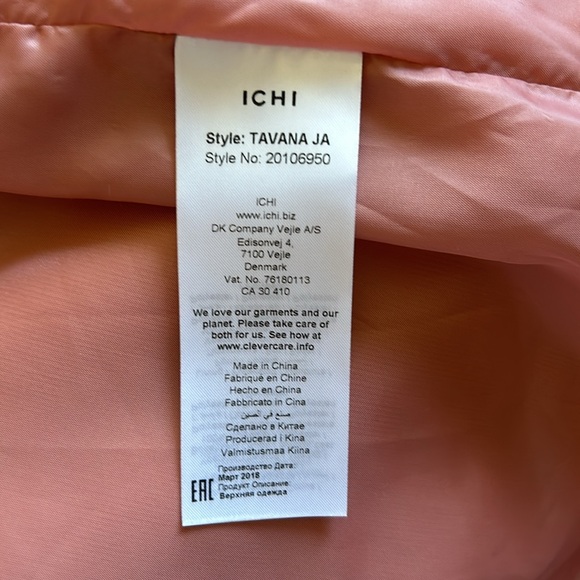 ICHI
Style: TAVANA JA
Style No: 20106950
ICHI
www.ichi.biz
DK Company Vejle A/S
Edisonvej 4,
7100 Vejle
Denmark
Vat. No. 76180113
CA 30 410
We love our garments and our
planet. Please take care of
both for us. See how at
www.clevercare.info
Made in China
Fabriqué en Chine
Hecho en China
Fabbricato in Cina
صنع في الصين
Сделано в Китае
Producerad i Kina
Valmistusmaa Kiina
Производство Дата:
Март 2018
EAC Продукт Описание:
Верхняя одежда